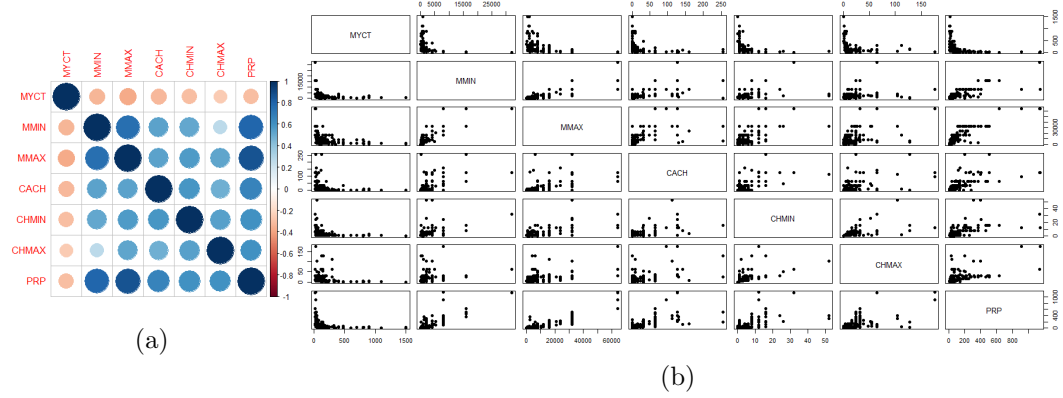 MYCT MMIN MMAX CACH CHMIN CHMAX PRP
MYCT
MMIN
MMAX
CACH
CHMIN
CHMAX
PRP
1
0.8
0.6
0.4
0.2
0
-0.2
-0.4
-0.6
-0.8
-1
(a)
0 5000 15000 30000
0 50 100 150 200 250
0 50 100 150
MYCT
0 500 1500
0 15000
MMIN
MMAX
0 30000
0 100 250
CACH
CHMIN
0 20 40
0 50 150
CHMAX
PRP
0 400 1000
0 500 1000 1500
0 20000 40000 60000
0 10 20 30 40 50
0 200 400 600 800
(b)